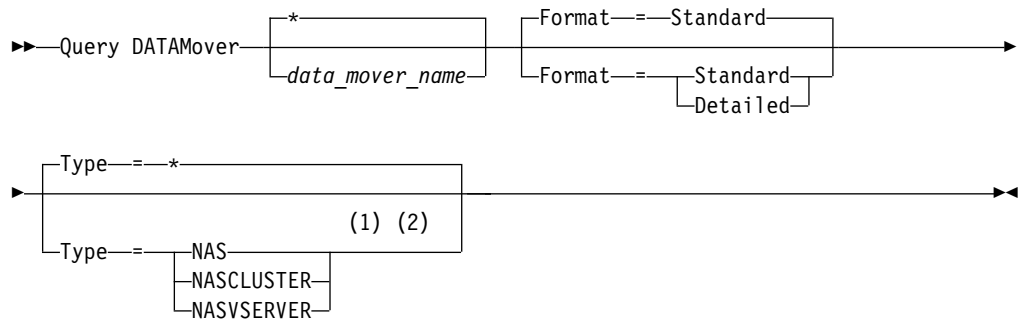 * Format = Standard
Query DATAMover
data_mover_name Format = Standard
Detailed
Type = *
(1) (2)
Type = NAS
NASCLUSTER
NASVSERVER